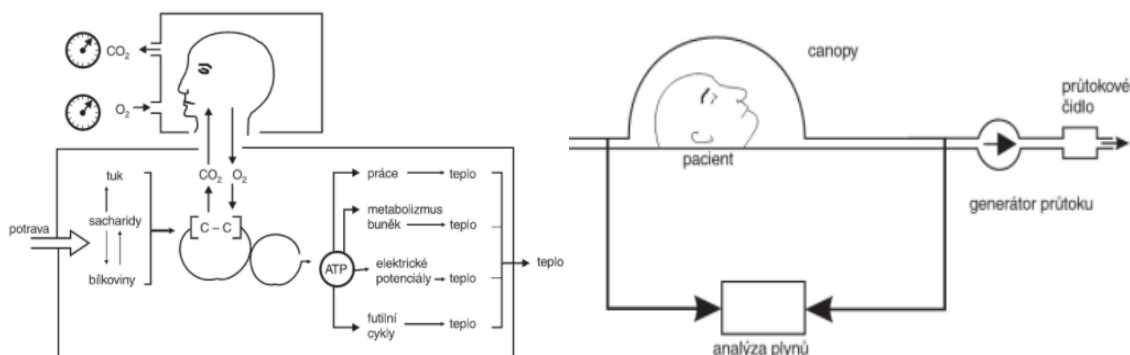 CO₂
O₂
CO₂ O₂
tuk
sacharidy
bílkoviny
potrava
[C – C]
ATP
práce teplo
metabolizmus
buněk teplo
elektrické
potenciály teplo
futilní
cykly teplo
teplo
canopy
pacient
průtokové
čidlo
generátor průtoku
analýza plynů